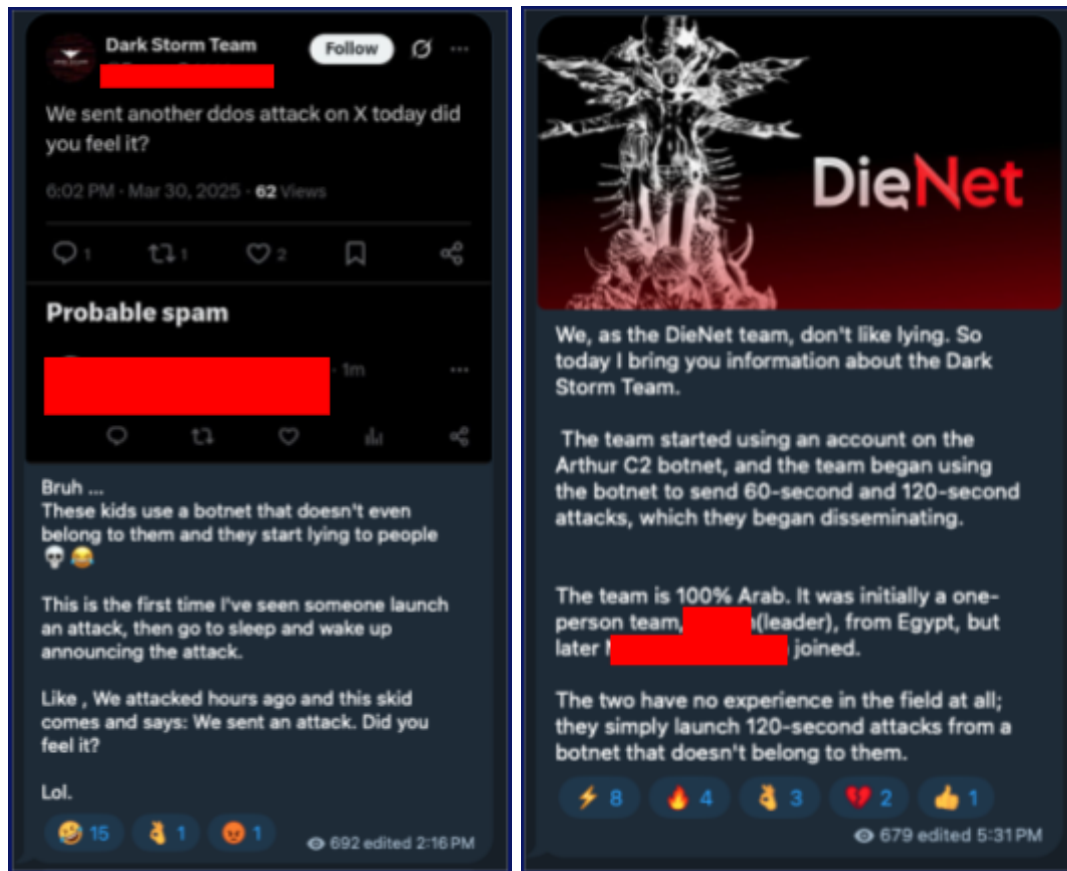 Dark Storm Team
Follow
We sent another ddos attack on X today did
you feel it?
6:02 PM · Mar 30, 2025 · 62 Views
1
1
2
Probable spam
· 1m
Bruh ...
These kids use a botnet that doesn't even
belong to them and they start lying to people
💀😂
This is the first time I've seen someone launch
an attack, then go to sleep and wake up
announcing the attack.
Like , We attacked hours ago and this skid
comes and says: We sent an attack. Did you
feel it?
Lol.
🤣 15 👌 1 😡 1
692 edited 2:16 PM
DieNet
We, as the DieNet team, don't like lying. So
today I bring you information about the Dark
Storm Team.
The team started using an account on the
Arthur C2 botnet, and the team began using
the botnet to send 60-second and 120-second
attacks, which they began disseminating.
The team is 100% Arab. It was initially a one-
person team, (leader), from Egypt, but
later joined.
The two have no experience in the field at all;
they simply launch 120-second attacks from a
botnet that doesn't belong to them.
⚡ 8 🔥 4 👌 3 💔 2 👍 1
679 edited 5:31 PM